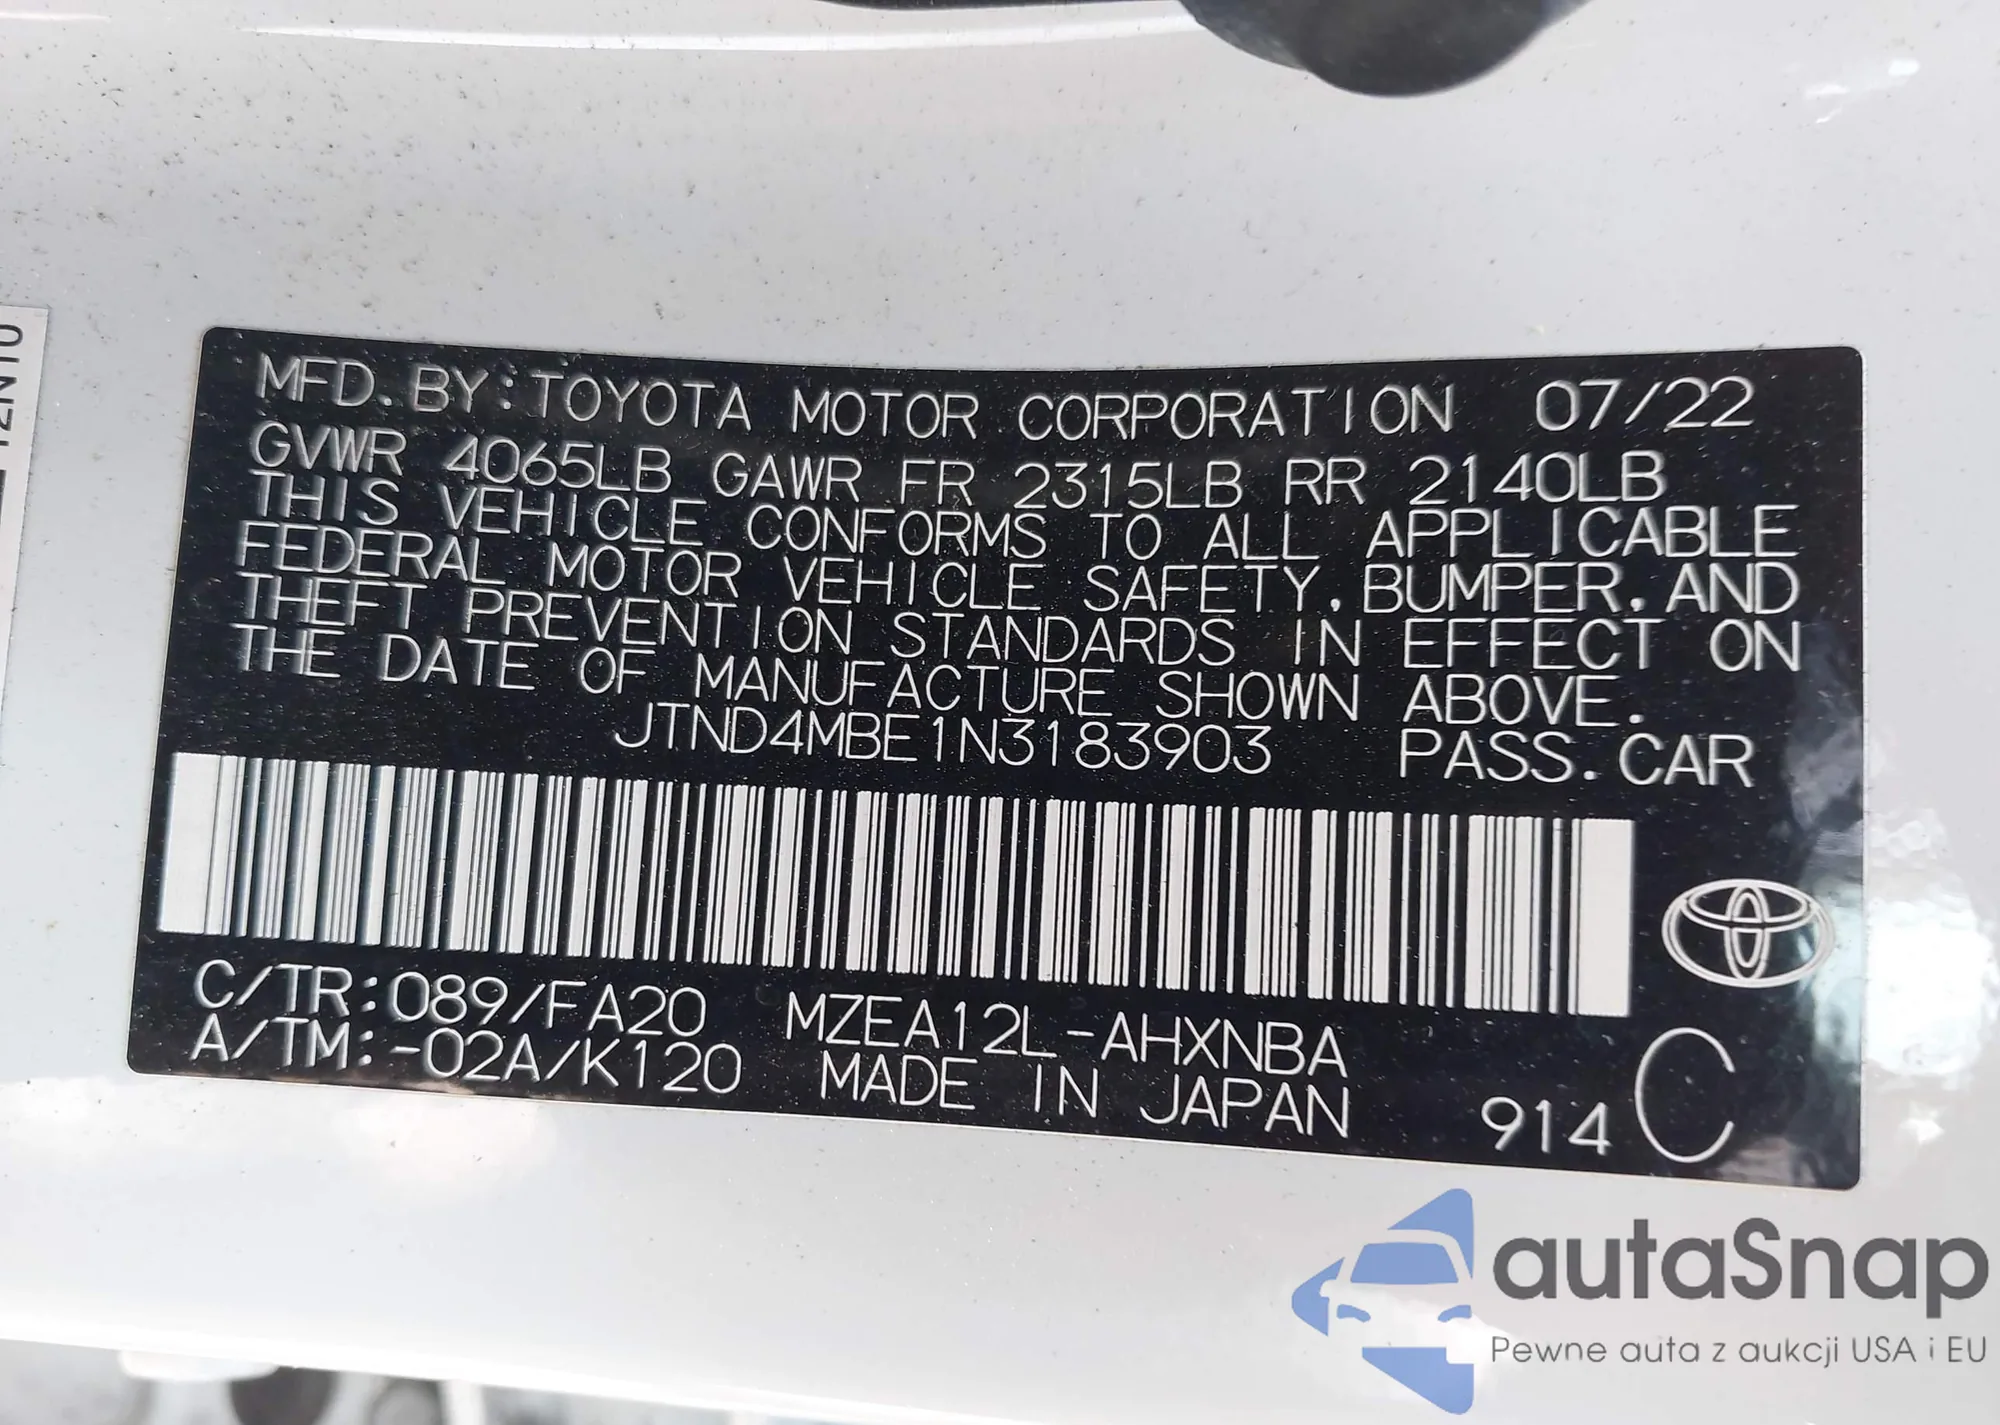 12N10
MFD. BY: TOYOTA MOTOR CORPORATION 07/22
GVWR 4065LB GAWR FR 2315LB RR 2140LB
THIS VEHICLE CONFORMS TO ALL APPLICABLE
FEDERAL MOTOR VEHICLE SAFETY, BUMPER, AND
THEFT PREVENTION STANDARDS IN EFFECT ON
THE DATE OF MANUFACTURE SHOWN ABOVE.
JTND4MBE1N3183903 PASS. CAR
C/TR: 089/FA20 MZEA12L-AHXNBA
A/TM: -02A/K120 MADE IN JAPAN 914 C
autaSnap
Pewne auta z aukcji USA i EU